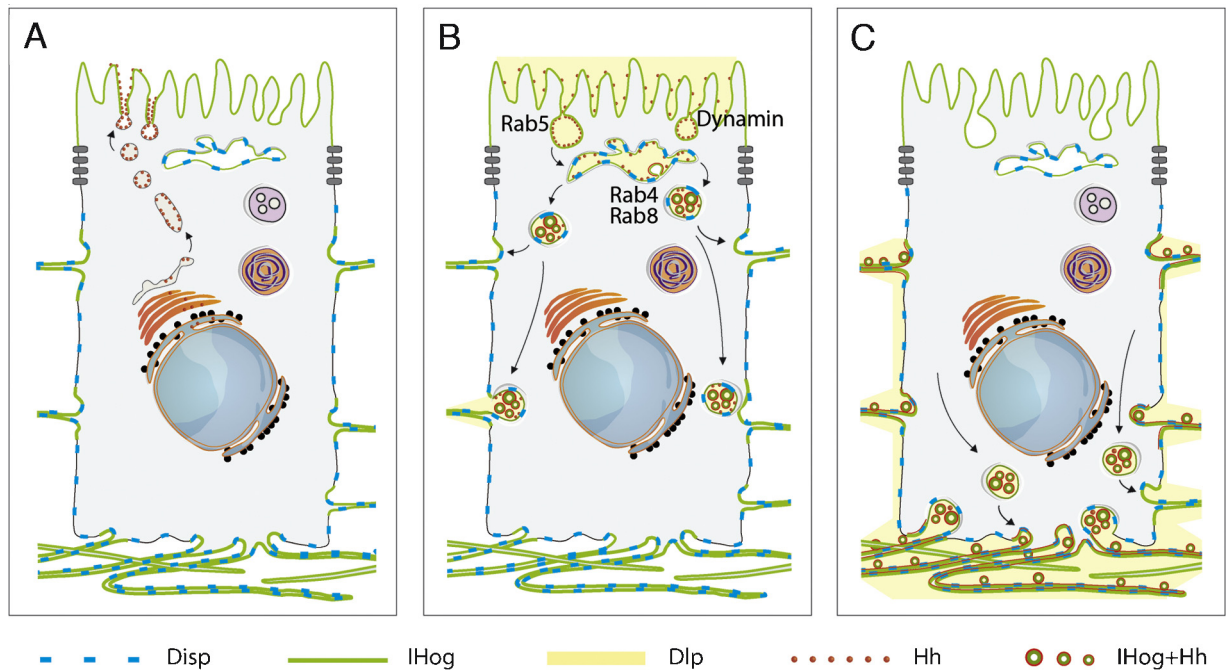 A
B
C
Rab5
Dynamin
Rab4
Rab8
Disp
IHog
Dlp
Hh
IHog+Hh